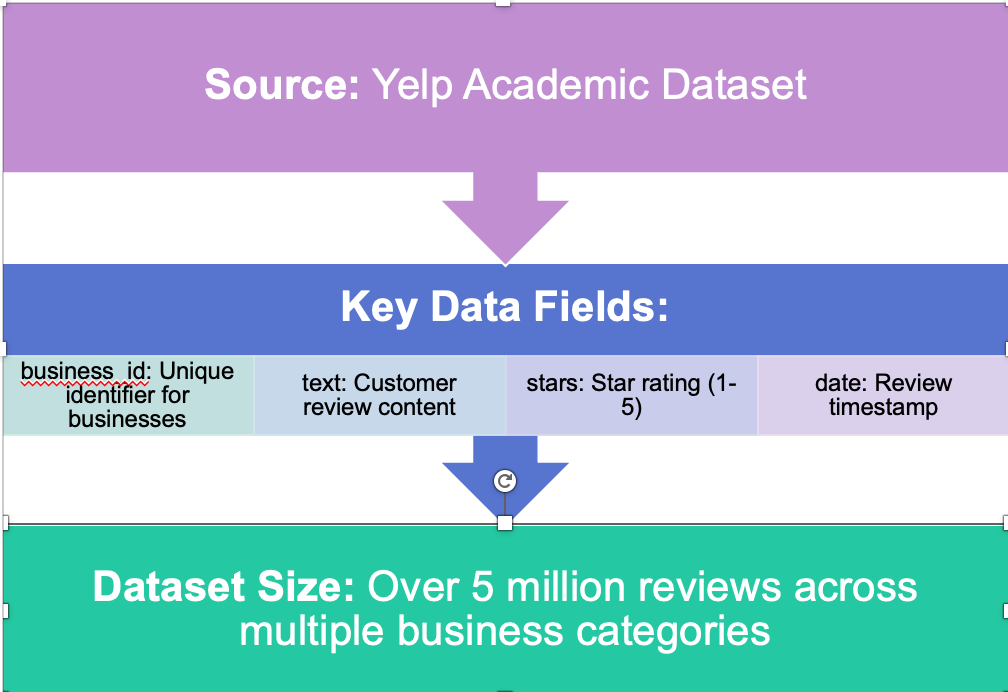 Source: Yelp Academic Dataset
Key Data Fields:
business_id: Unique
identifier for
businesses
text: Customer
review content
stars: Star rating (1-
5)
date: Review
timestamp
Dataset Size: Over 5 million reviews across
multiple business categories